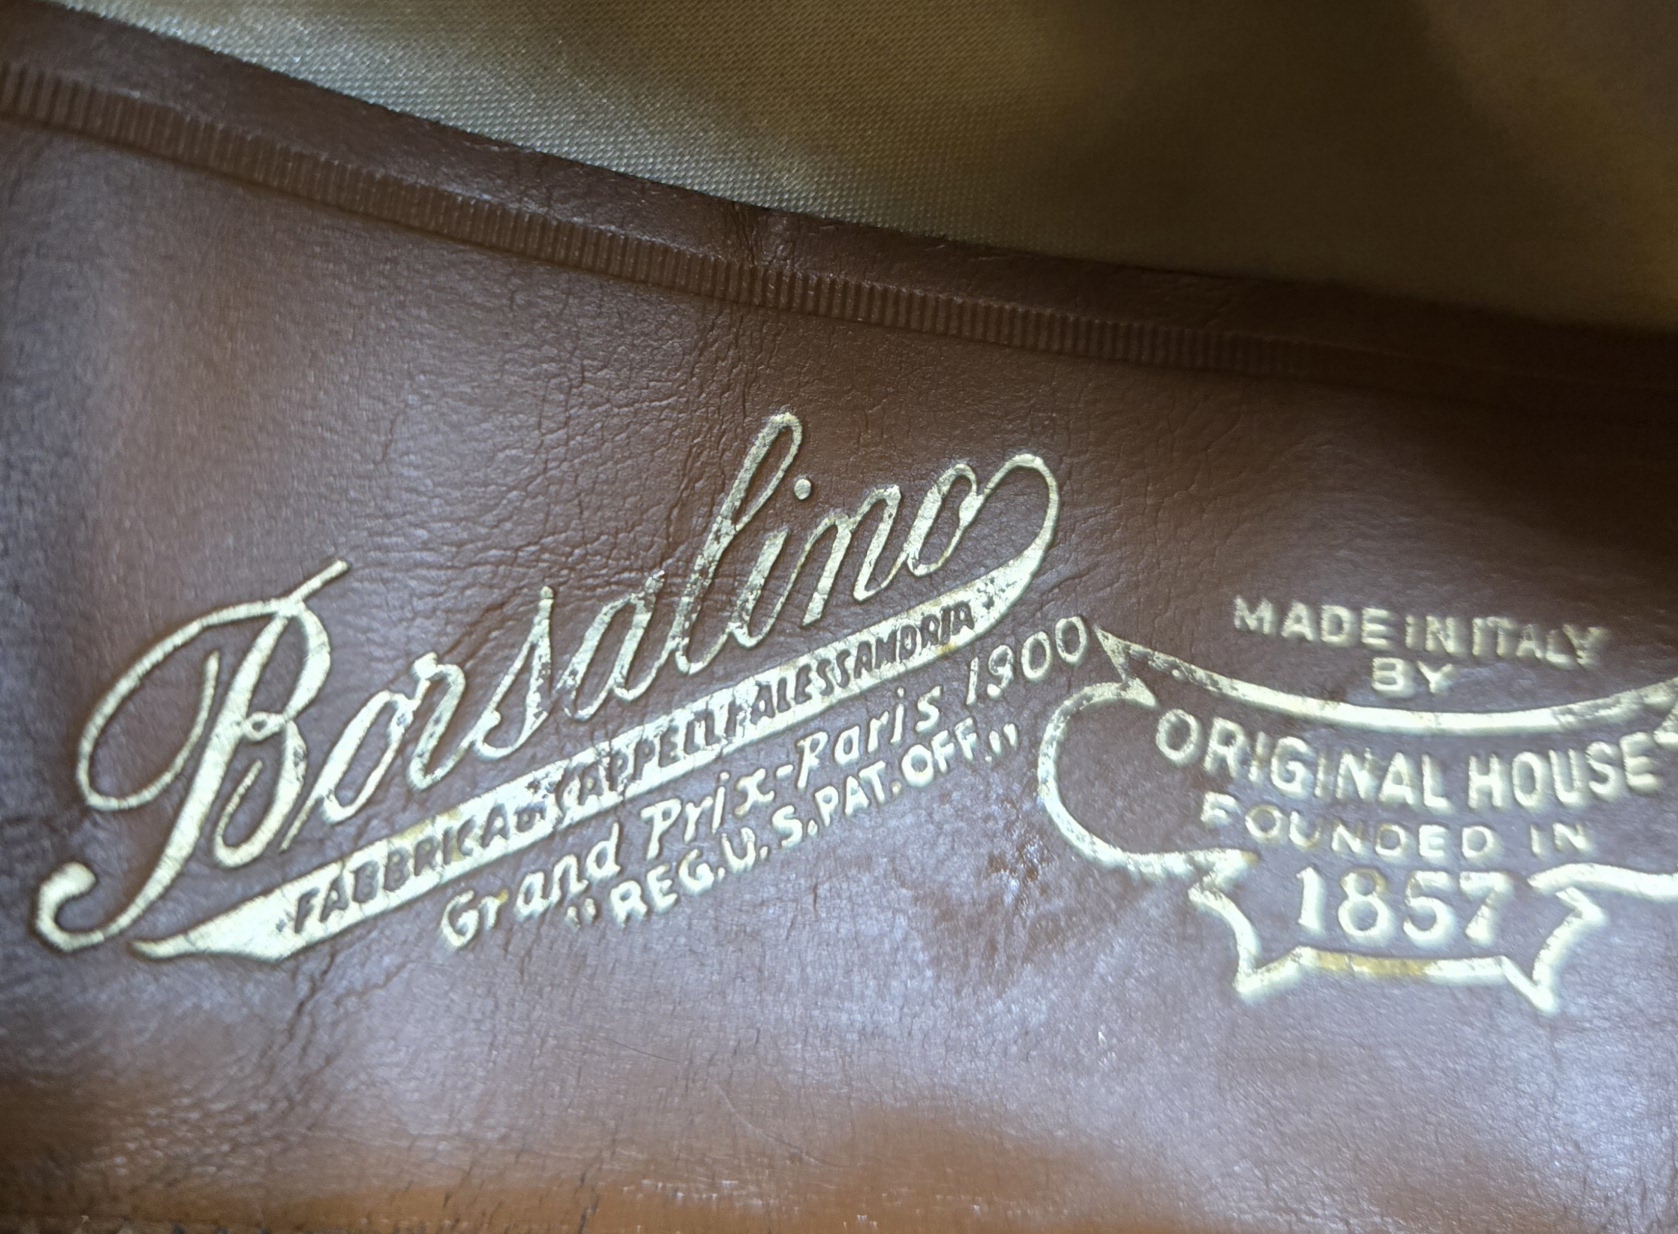 Borsalino
FABBRICA DI CAPPELLI ALESSANDRIA
Grand Prix-Paris 1900
"REG.U.S.PAT.OFF."
MADE IN ITALY
BY
ORIGINAL HOUSE
FOUNDED IN
1857